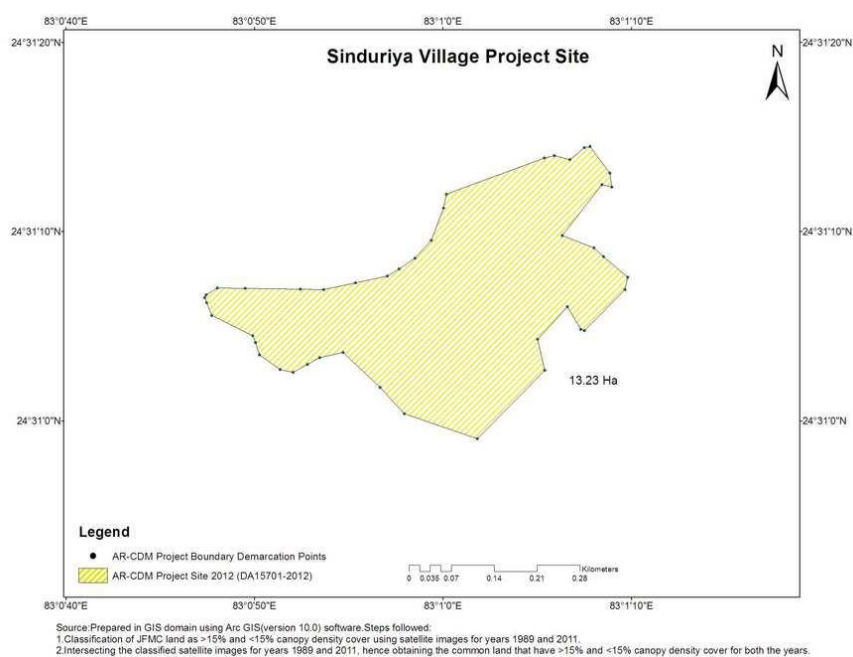 83°0'40"E 83°0'50"E 83°1'0"E 83°1'10"E
24°31'20"N 24°31'20"N
Sinduriya Village Project Site
N
24°31'10"N 24°31'10"N
13.23 Ha
24°31'0"N 24°31'0"N
Legend
AR-CDM Project Boundary Demarcation Points
AR-CDM Project Site 2012 (DA15701-2012)
Kilometers
0 0.035 0.07 0.14 0.21 0.28
83°0'40"E 83°0'50"E 83°1'0"E 83°1'10"E
Source:Prepared in GIS domain using Arc GIS(version 10.0) software.Steps followed:
1.Classification of JFMC land as >15% and <15% canopy density cover using satellite images for years 1989 and 2011.
2.Intersecting the classified satellite images for years 1989 and 2011, hence obtaining the common land that have >15% and <15% canopy density cover for both the years.